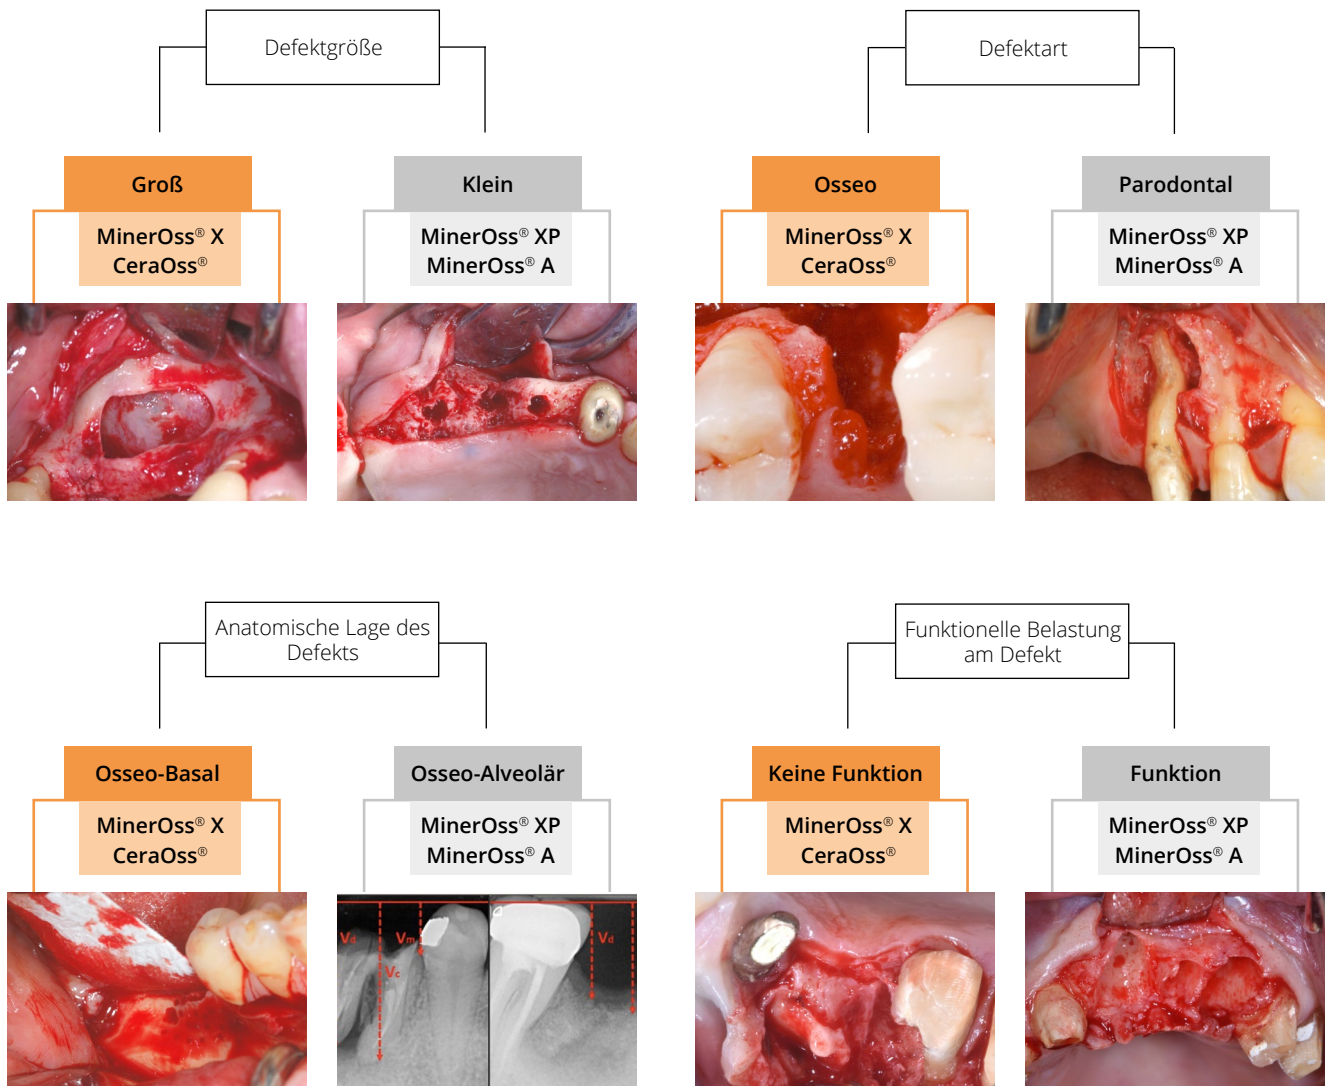 Defektgröße
Groß
MinerOss® X
CeraOss®
Klein
MinerOss® XP
MinerOss® A
Defektart
Osseo
MinerOss® X
CeraOss®
Parodontal
MinerOss® XP
MinerOss® A
Anatomische Lage des
Defekts
Osseo-Basal
MinerOss® X
CeraOss®
Osseo-Alveolär
MinerOss® XP
MinerOss® A
Vd
Vc
Vm
Vd
Funktionelle Belastung
am Defekt
Keine Funktion
MinerOss® X
CeraOss®
Funktion
MinerOss® XP
MinerOss® A